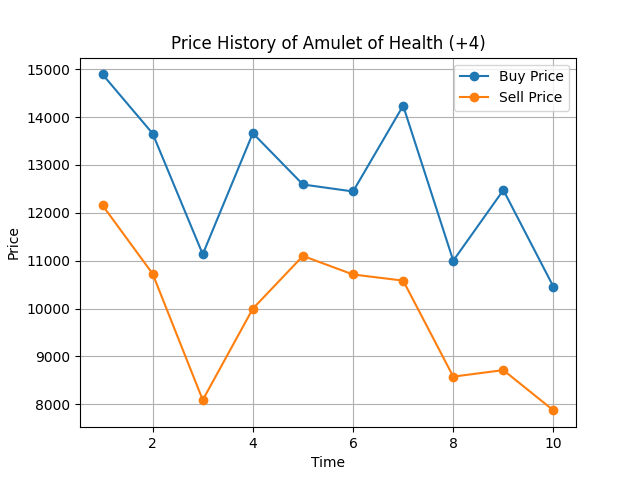 Price History of Amulet of Health (+4)
Buy Price
Sell Price
15000
14000
13000
12000
11000
10000
9000
8000
Price
2 4 6 8 10
Time